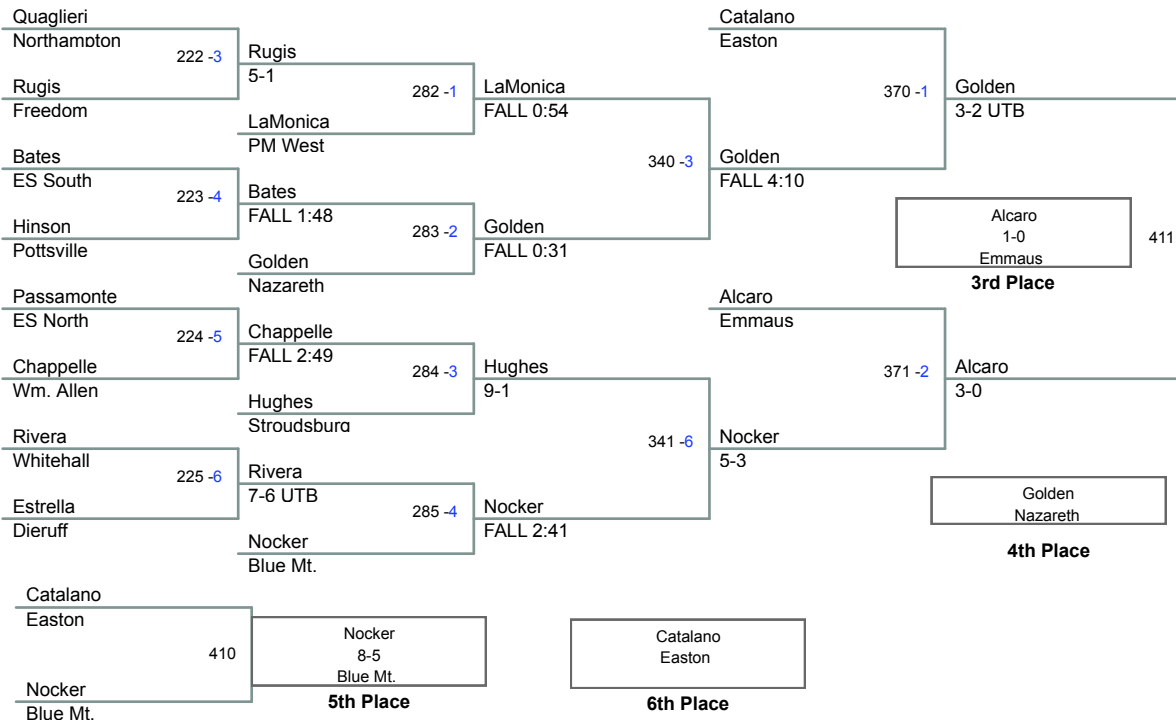 Quaglieri
Northampton
222 -3
Rugis
Freedom
Bates
ES South
223 -4
Hinson
Pottsville
Passamonte
ES North
224 -5
Chappelle
Wm. Allen
Rivera
Whitehall
225 -6
Estrella
Dieruff
Rugis
5-1
282 -1
LaMonica
PM West
Bates
FALL 1:48
283 -2
Golden
Nazareth
Chappelle
FALL 2:49
284 -3
Hughes
Stroudsburg
Rivera
7-6 UTB
285 -4
Nocker
Blue Mt.
LaMonica
FALL 0:54
340 -3
Golden
FALL 0:31
Hughes
9-1
341 -6
Nocker
FALL 2:41
Catalano
Easton
370 -1
Golden
FALL 4:10
Alcaro
Emmaus
371 -2
Nocker
5-3
Golden
3-2 UTB
Alcaro
1-0
Emmaus
411
3rd Place
Alcaro
3-0
Golden
Nazareth
4th Place
Catalano
Easton
410
Nocker
Blue Mt.
Nocker
8-5
Blue Mt.
5th Place
Catalano
Easton
6th Place